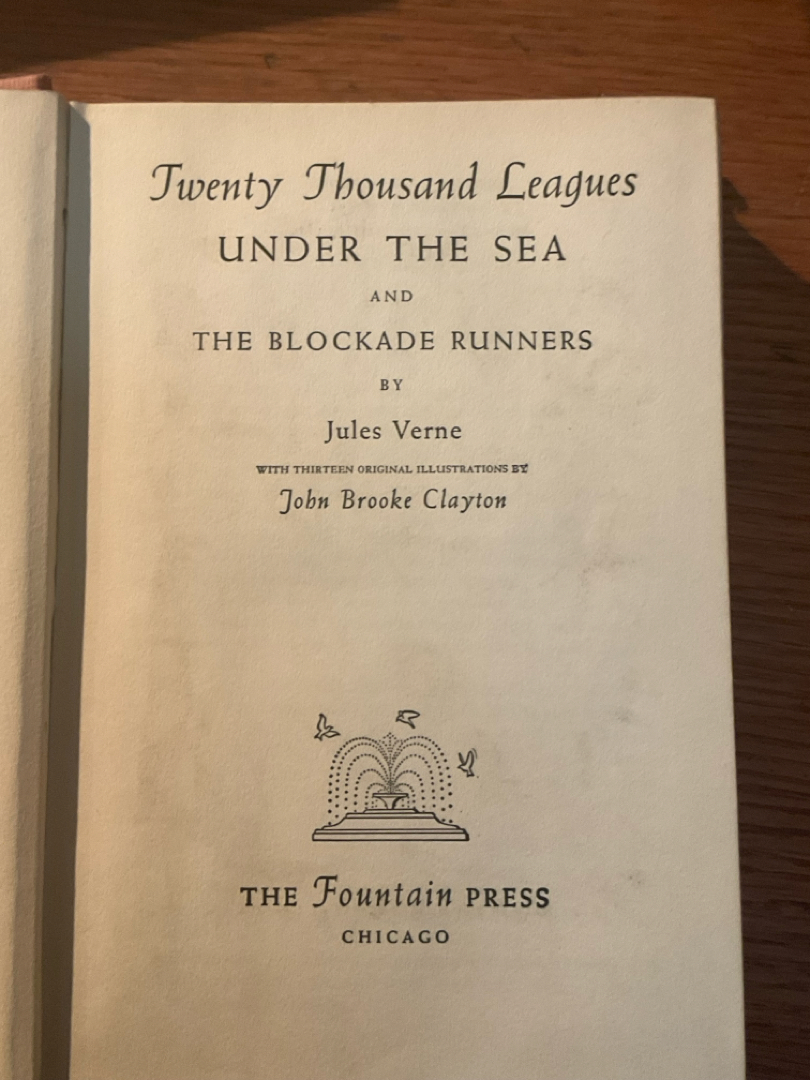 Twenty Thousand Leagues
UNDER THE SEA
AND
THE BLOCKADE RUNNERS
BY
Jules Verne
WITH THIRTEEN ORIGINAL ILLUSTRATIONS BY
John Brooke Clayton
THE Fountain PRESS
CHICAGO